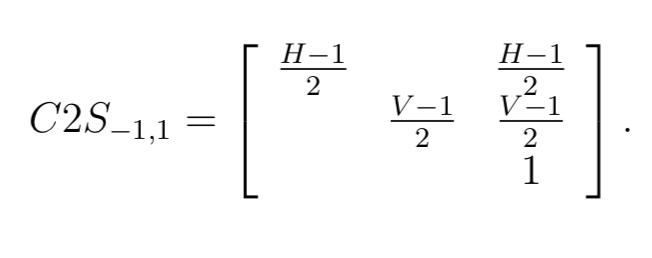 $C2S_{-1,1} = \begin{bmatrix} \frac{H-1}{2} & & \frac{H-1}{2} \\ & \frac{V-1}{2} & \frac{V-1}{2} \\ & & 1 \end{bmatrix}.$